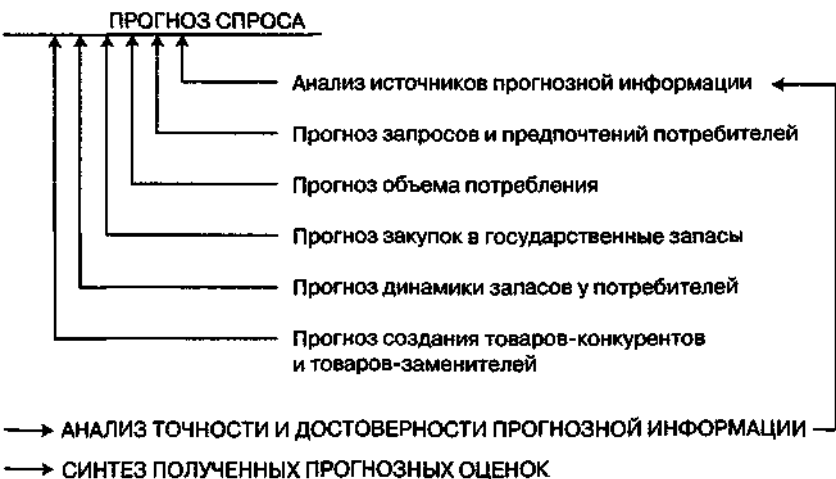 ПРОГНОЗ СПРОСА
Анализ источников прогнозной информации
Прогноз запросов и предпочтений потребителей
Прогноз объема потребления
Прогноз закупок в государственные запасы
Прогноз динамики запасов у потребителей
Прогноз создания товаров-конкурентов
и товаров-заменителей
АНАЛИЗ ТОЧНОСТИ И ДОСТОВЕРНОСТИ ПРОГНОЗНОЙ ИНФОРМАЦИИ
СИНТЕЗ ПОЛУЧЕННЫХ ПРОГНОЗНЫХ ОЦЕНОК